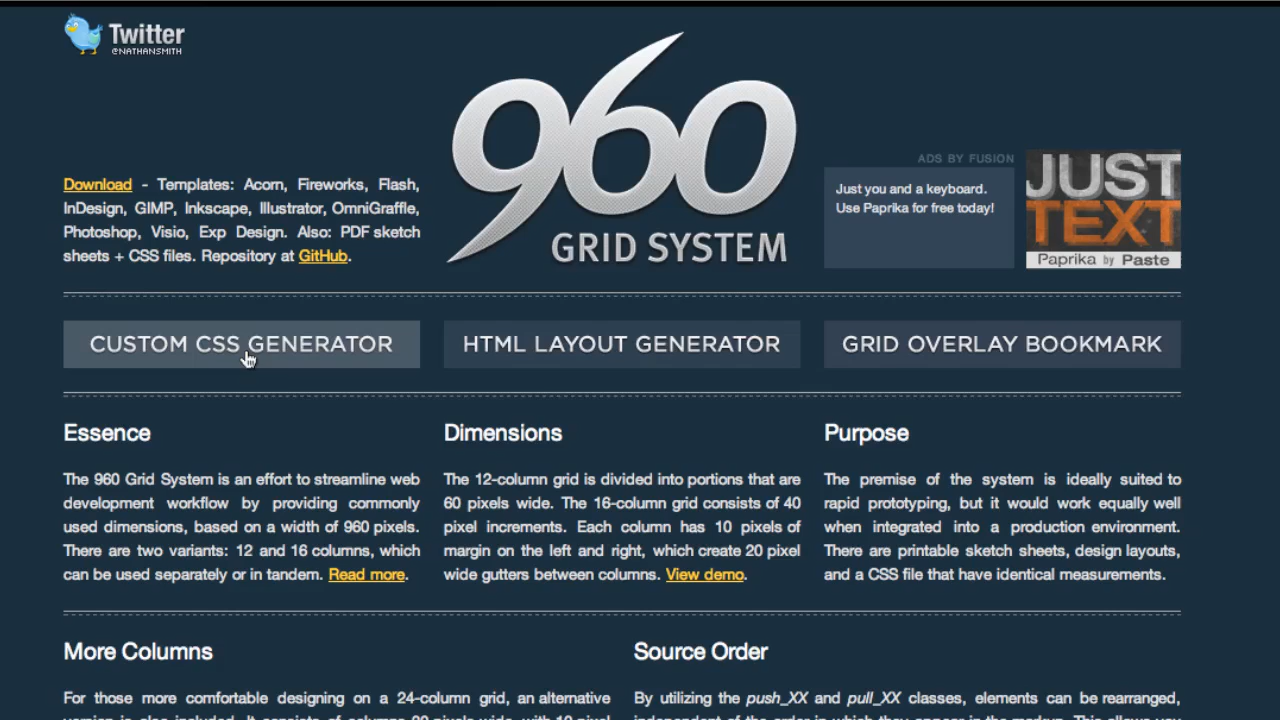 Twitter
@NATHANSMITH
960
GRID SYSTEM
Download - Templates: Acorn, Fireworks, Flash,
InDesign, GIMP, Inkscape, Illustrator, OmniGraffle,
Photoshop, Visio, Exp Design. Also: PDF sketch
sheets + CSS files. Repository at GitHub.
ADS BY FUSION
Just you and a keyboard.
Use Paprika for free today!
JUST
TEXT
Paprika by Paste
CUSTOM CSS GENERATOR
HTML LAYOUT GENERATOR
GRID OVERLAY BOOKMARK
Essence
The 960 Grid System is an effort to streamline web
development workflow by providing commonly
used dimensions, based on a width of 960 pixels.
There are two variants: 12 and 16 columns, which
can be used separately or in tandem. Read more.
Dimensions
The 12-column grid is divided into portions that are
60 pixels wide. The 16-column grid consists of 40
pixel increments. Each column has 10 pixels of
margin on the left and right, which create 20 pixel
wide gutters between columns. View demo.
Purpose
The premise of the system is ideally suited to
rapid prototyping, but it would work equally well
when integrated into a production environment.
There are printable sketch sheets, design layouts,
and a CSS file that have identical measurements.
More Columns
For those more comfortable designing on a 24-column grid, an alternative
Source Order
By utilizing the push_XX and pull_XX classes, elements can be rearranged,